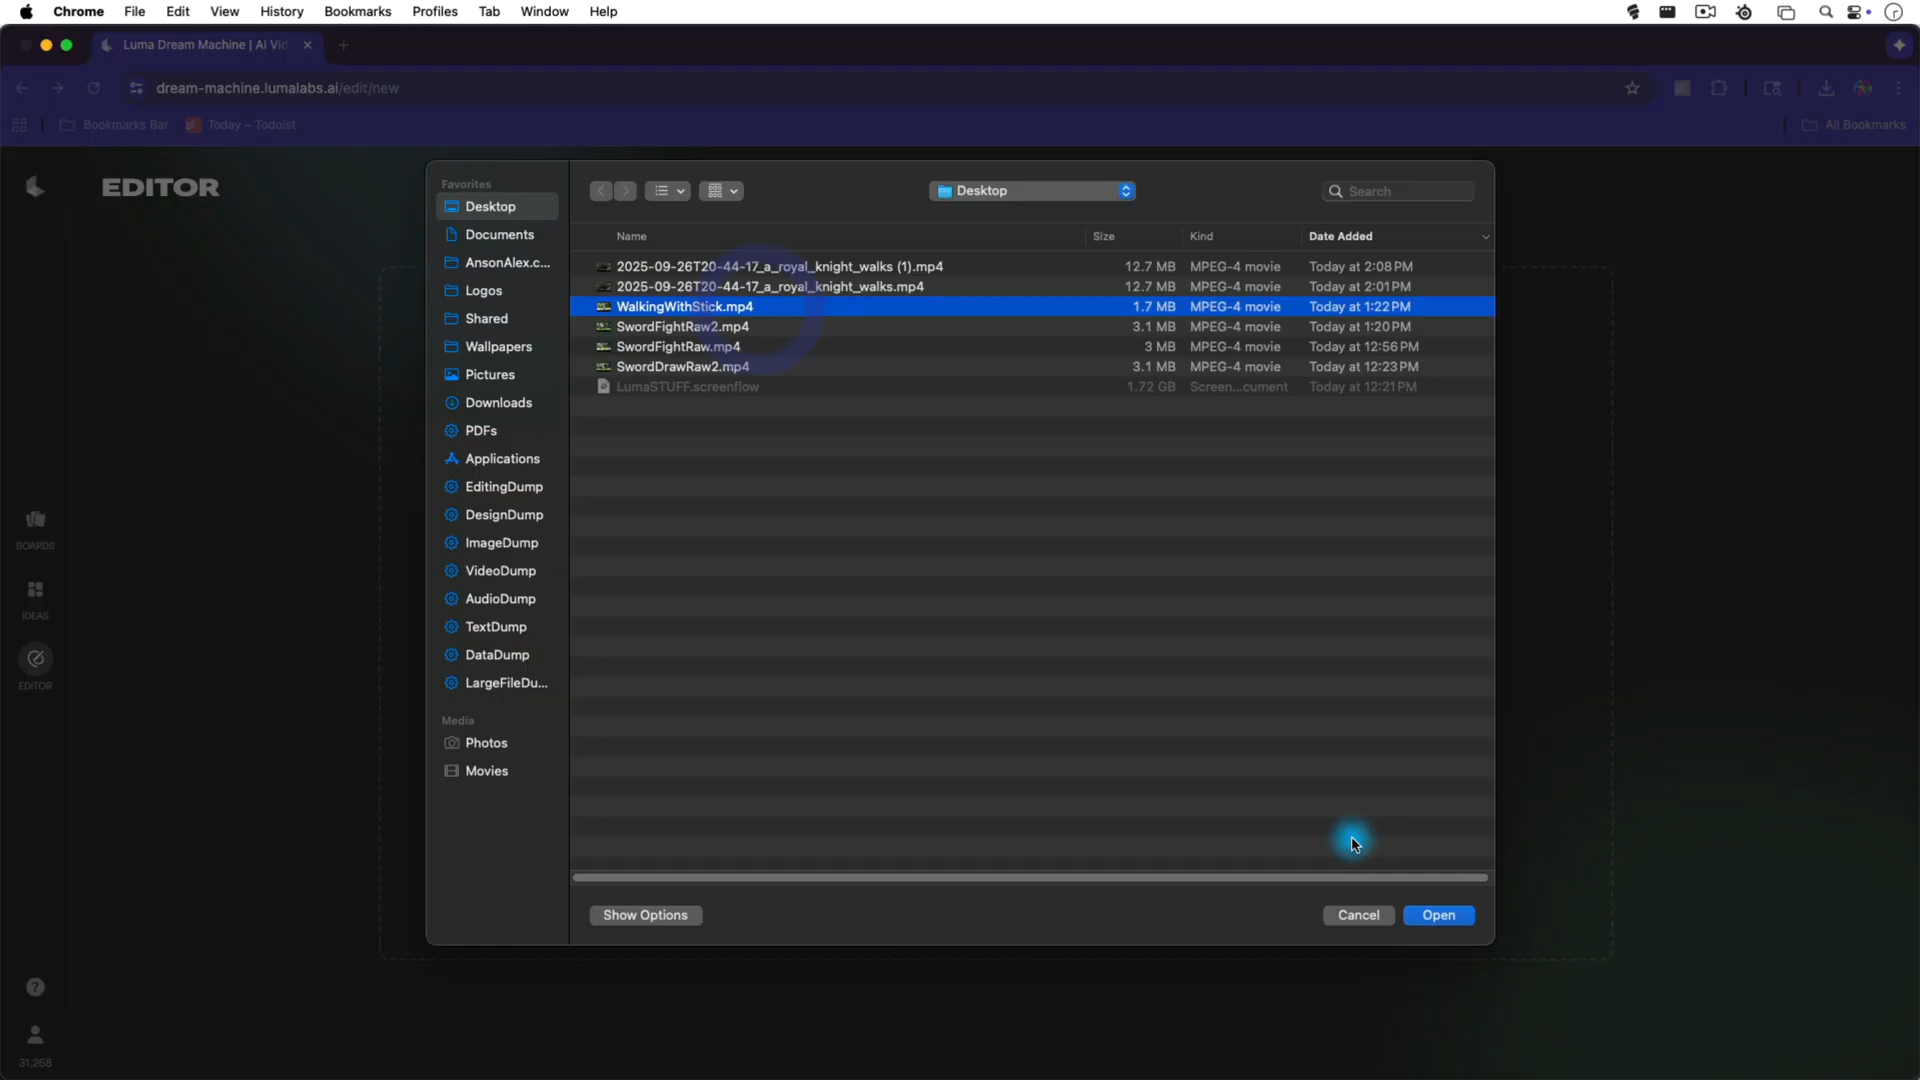 Chrome File Edit View History Bookmarks Profiles Tab Window Help
Luma Dream Machine | AI Vid
dream-machine.lumalabs.ai/edit/new
Bookmarks Bar Today – Todoist All Bookmarks
EDITOR
BOARDS
IDEAS
EDITOR
31,268
Favorites
Desktop
Documents
AnsonAlex.c...
Logos
Shared
Wallpapers
Pictures
Downloads
PDFs
Applications
EditingDump
DesignDump
ImageDump
VideoDump
AudioDump
TextDump
DataDump
LargeFileDu...
Media
Photos
Movies
Desktop Search
Name Size Kind Date Added
2025-09-26T20-44-17_a_royal_knight_walks (1).mp4 12.7 MB MPEG-4 movie Today at 2:08 PM
2025-09-26T20-44-17_a_royal_knight_walks.mp4 12.7 MB MPEG-4 movie Today at 2:01 PM
WalkingWithStick.mp4 1.7 MB MPEG-4 movie Today at 1:22 PM
SwordFightRaw2.mp4 3.1 MB MPEG-4 movie Today at 1:20 PM
SwordFightRaw.mp4 3 MB MPEG-4 movie Today at 12:56 PM
SwordDrawRaw2.mp4 3.1 MB MPEG-4 movie Today at 12:23 PM
LumaSTUFF.screenflow 1.72 GB Screen...cument Today at 12:21 PM
Show Options Cancel Open